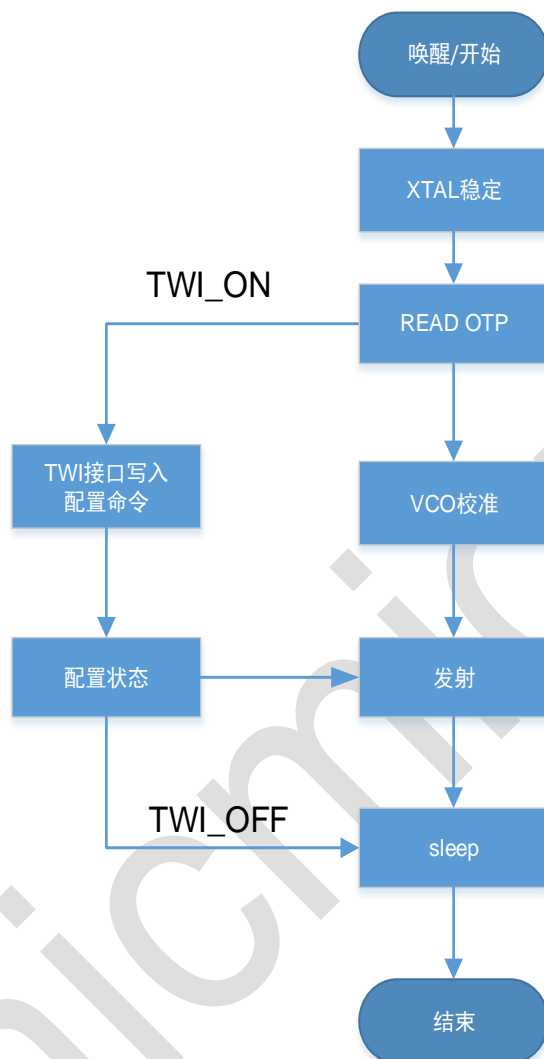 唤醒/开始
XTAL稳定
TWI_ON
READ OTP
TWI接口写入
配置命令
VCO校准
配置状态
发射
TWI_OFF
sleep
结束